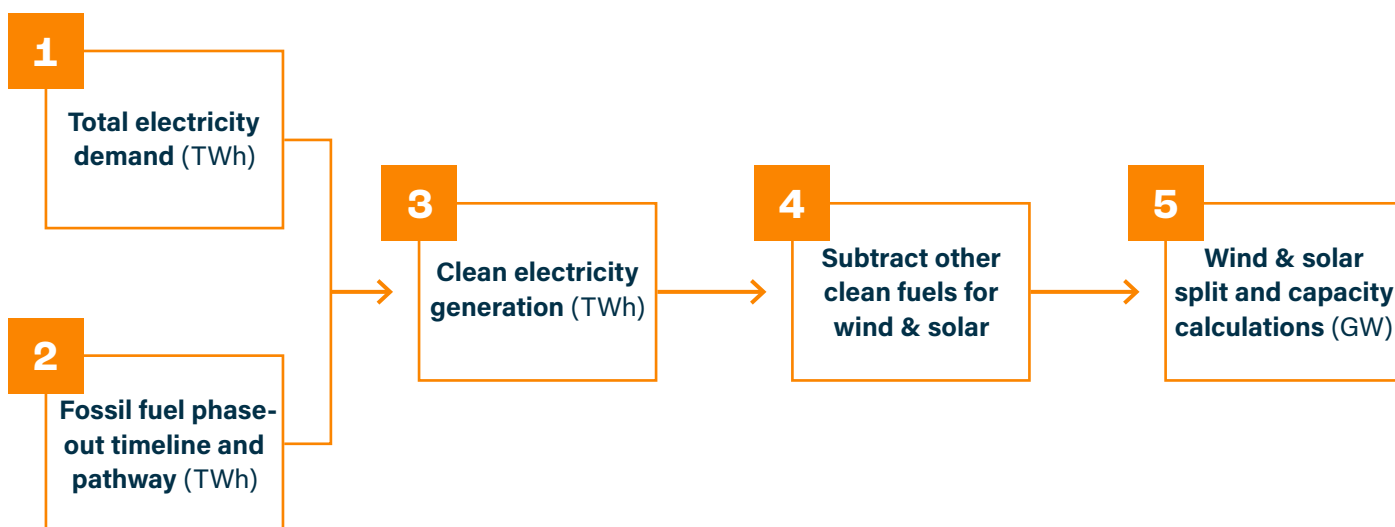 1
Total electricity
demand (TWh)
2
Fossil fuel phase-
out timeline and
pathway (TWh)
3
Clean electricity
generation (TWh)
4
Subtract other
clean fuels for
wind & solar
5
Wind & solar
split and capacity
calculations (GW)